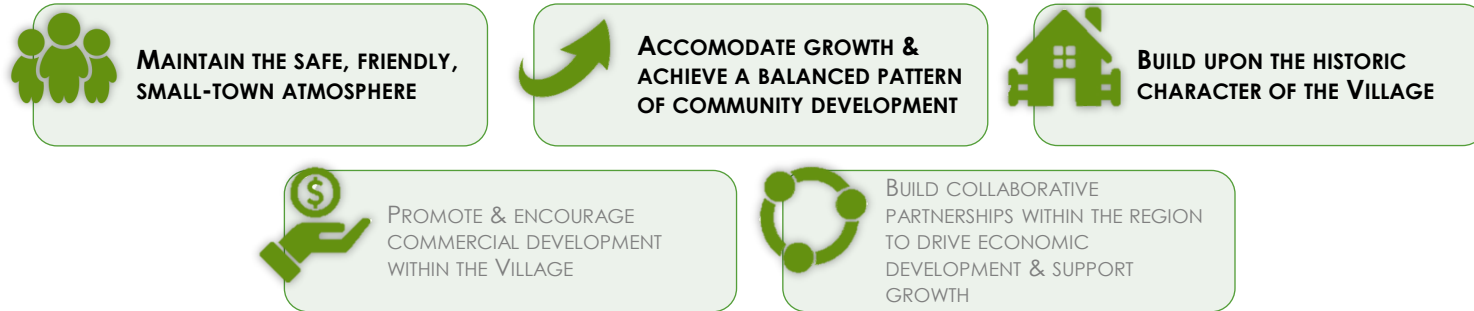 MAINTAIN THE SAFE, FRIENDLY,
SMALL-TOWN ATMOSPHERE
ACCOMODATE GROWTH &
ACHIEVE A BALANCED PATTERN
OF COMMUNITY DEVELOPMENT
BUILD UPON THE HISTORIC
CHARACTER OF THE VILLAGE
$
PROMOTE & ENCOURAGE
COMMERCIAL DEVELOPMENT
WITHIN THE VILLAGE
BUILD COLLABORATIVE
PARTNERSHIPS WITHIN THE REGION
TO DRIVE ECONOMIC
DEVELOPMENT & SUPPORT
GROWTH